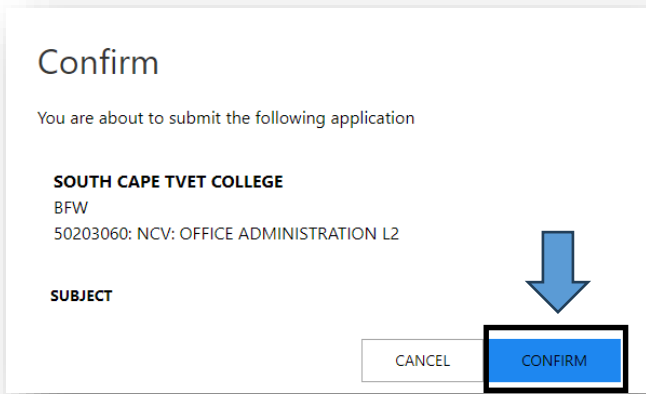 Confirm
You are about to submit the following application
SOUTH CAPE TVET COLLEGE
BFW
50203060: NCV: OFFICE ADMINISTRATION L2
SUBJECT
CANCEL CONFIRM